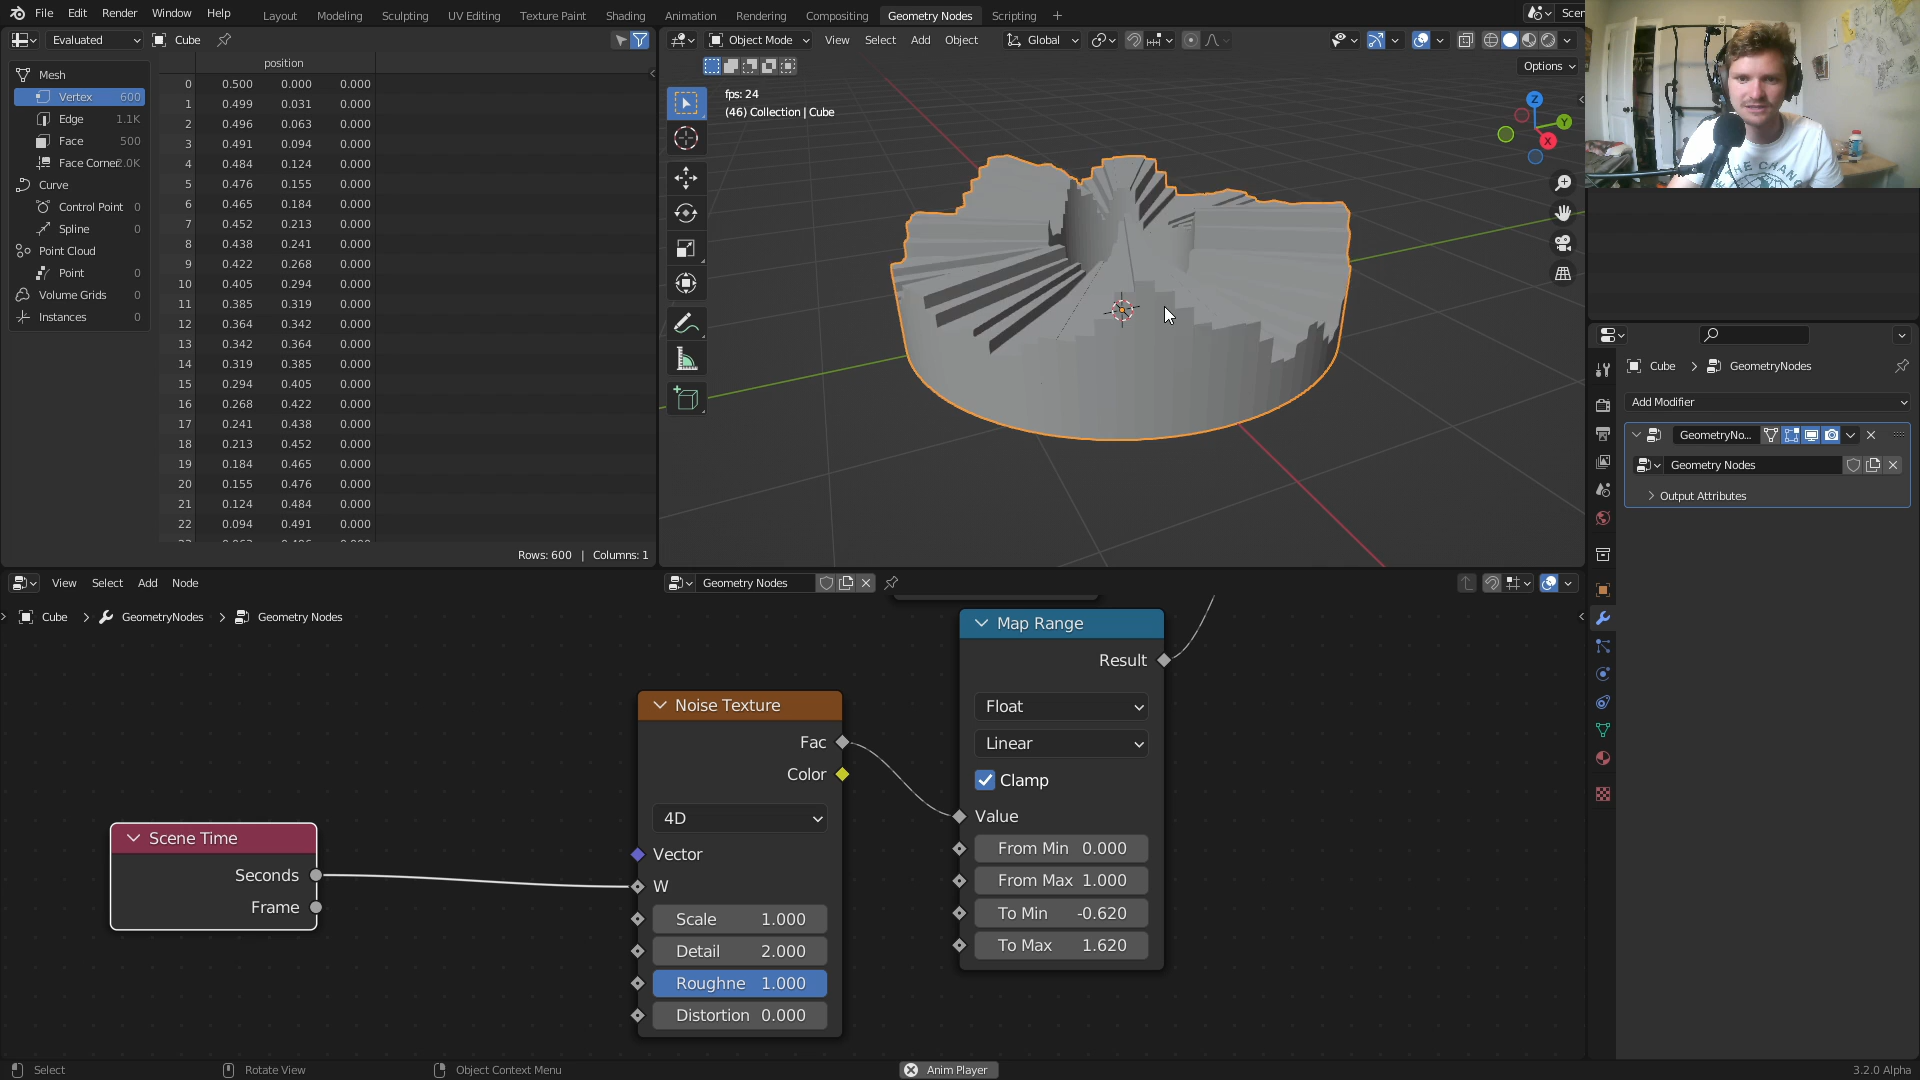 File Edit Render Window Help
Layout Modeling Sculpting UV Editing Texture Paint Shading Animation Rendering Compositing Geometry Nodes Scripting +
Evaluated Cube
position
Mesh
Vertex 600
Edge 1.1K
Face 500
Face Corne 2.0K
Curve
Control Point 0
Spline 0
Point Cloud
Point 0
Volume Grids 0
Instances 0
0 0.500 0.000 0.000
1 0.499 0.031 0.000
2 0.496 0.063 0.000
3 0.491 0.094 0.000
4 0.484 0.124 0.000
5 0.476 0.155 0.000
6 0.465 0.184 0.000
7 0.452 0.213 0.000
8 0.438 0.241 0.000
9 0.422 0.268 0.000
10 0.405 0.294 0.000
11 0.385 0.319 0.000
12 0.364 0.342 0.000
13 0.342 0.364 0.000
14 0.319 0.385 0.000
15 0.294 0.405 0.000
16 0.268 0.422 0.000
17 0.241 0.438 0.000
18 0.213 0.452 0.000
19 0.184 0.465 0.000
20 0.155 0.476 0.000
21 0.124 0.484 0.000
22 0.094 0.491 0.000
Rows: 600 | Columns: 1
Object Mode View Select Add Object Global
Options
fps: 24
(46) Collection | Cube
Z
Y
X
Scen
THE CHAN
Cube GeometryNodes
Add Modifier
GeometryNo...
Geometry Nodes
Output Attributes
View Select Add Node Geometry Nodes
Cube GeometryNodes Geometry Nodes
Scene Time
Seconds
Frame
Noise Texture
Fac
Color
4D
Vector
W
Scale 1.000
Detail 2.000
Roughne 1.000
Distortion 0.000
Map Range
Result
Float
Linear
Clamp
Value
From Min 0.000
From Max 1.000
To Min -0.620
To Max 1.620
Select Rotate View Object Context Menu Anim Player 3.2.0 Alpha